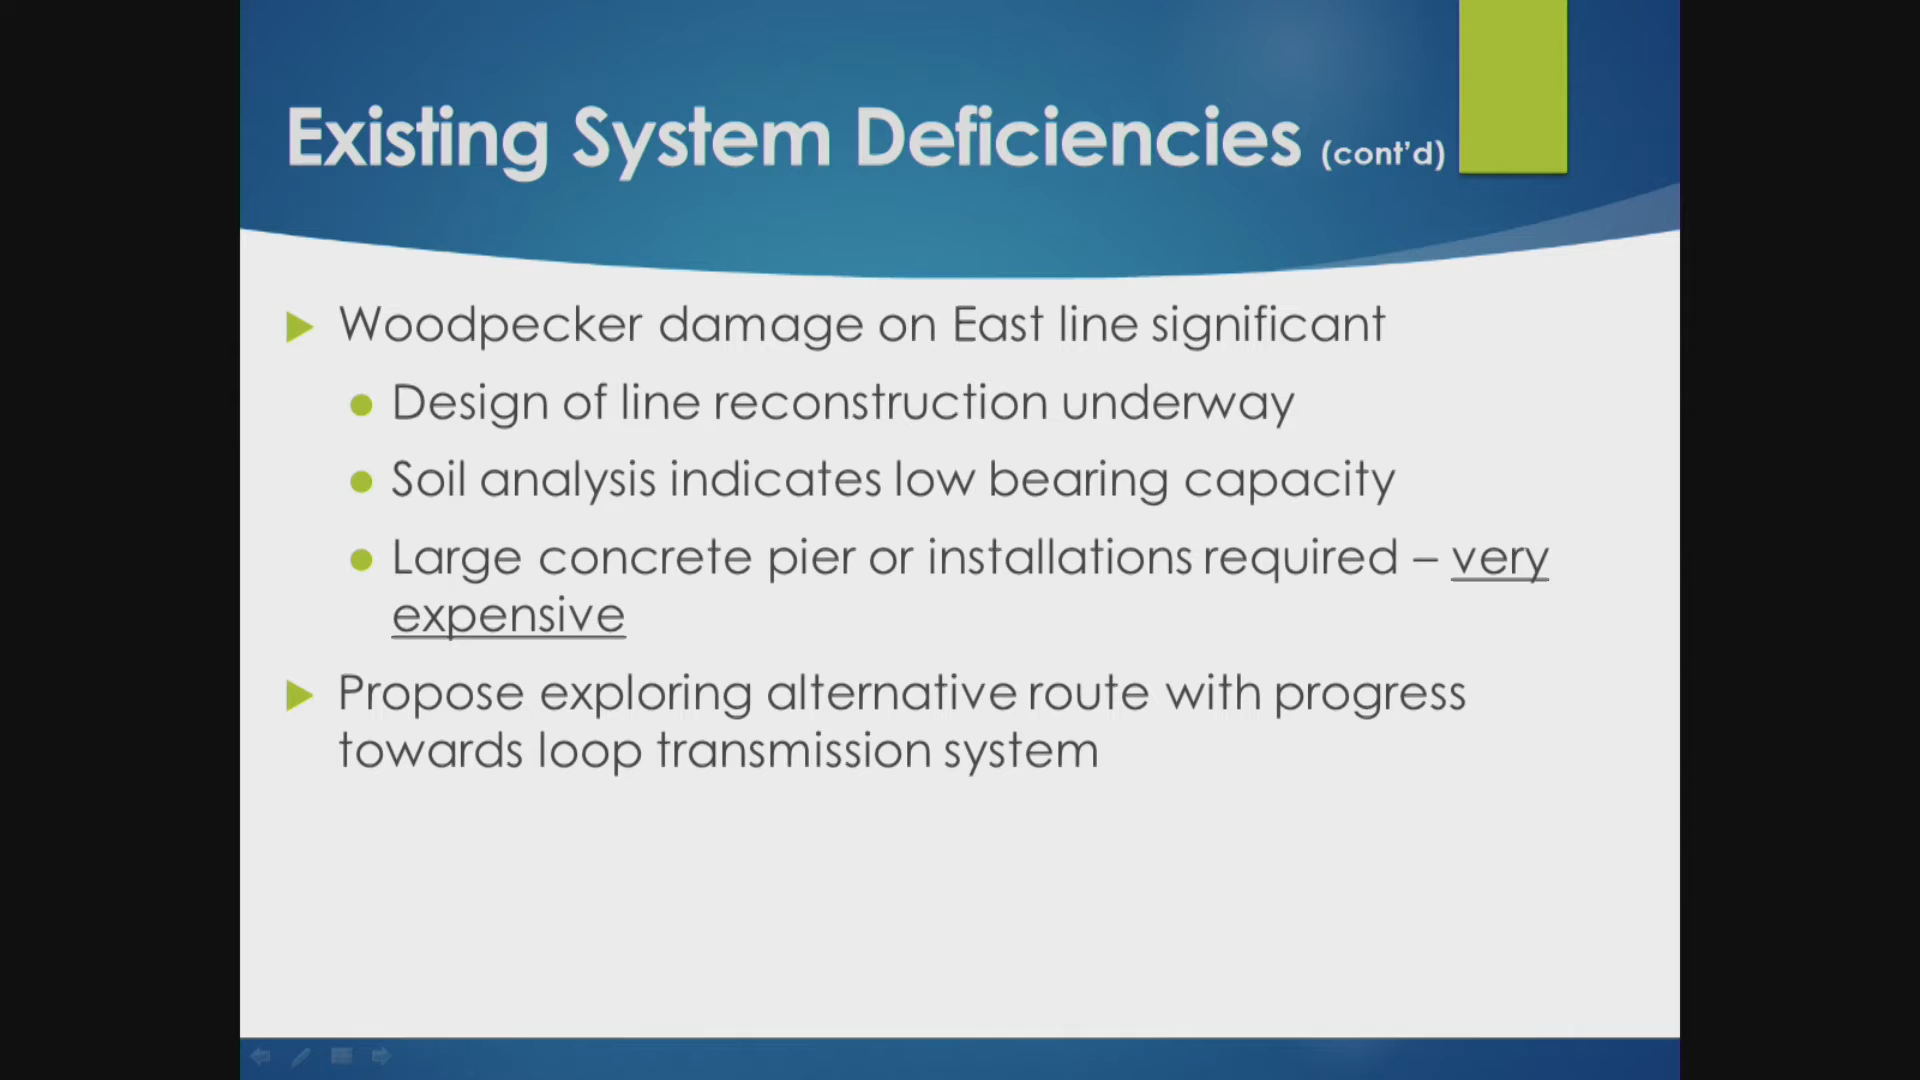 Existing System Deficiencies (cont'd)
Woodpecker damage on East line significant
Design of line reconstruction underway
Soil analysis indicates low bearing capacity
Large concrete pier or installations required – very
expensive
Propose exploring alternative route with progress
towards loop transmission system